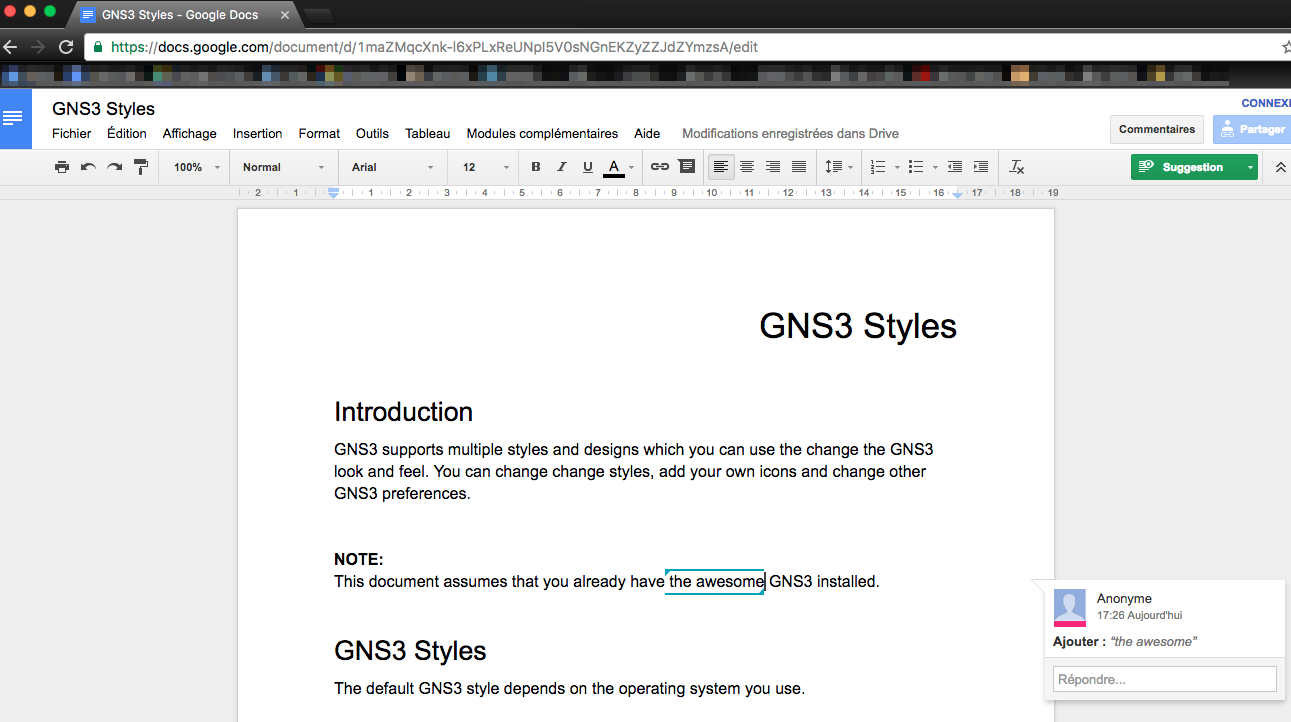 GNS3 Styles - Google Docs
https://docs.google.com/document/d/1maZMqcXnk-l6xPLxReUNpI5V0sNGnEKZyZZJdZYmzsA/edit
GNS3 Styles
CONNEXI
Fichier Édition Affichage Insertion Format Outils Tableau Modules complémentaires Aide Modifications enregistrées dans Drive
Commentaires Partager
100% Normal Arial 12 B I U A Suggestion
2 1 1 2 3 4 5 6 7 8 9 10 11 12 13 14 15 16 17 18 19
GNS3 Styles
Introduction
GNS3 supports multiple styles and designs which you can use the change the GNS3
look and feel. You can change change styles, add your own icons and change other
GNS3 preferences.
NOTE:
This document assumes that you already have the awesome GNS3 installed.
Anonyme
17:26 Aujourd'hui
Ajouter : “the awesome”
Répondre...
GNS3 Styles
The default GNS3 style depends on the operating system you use.